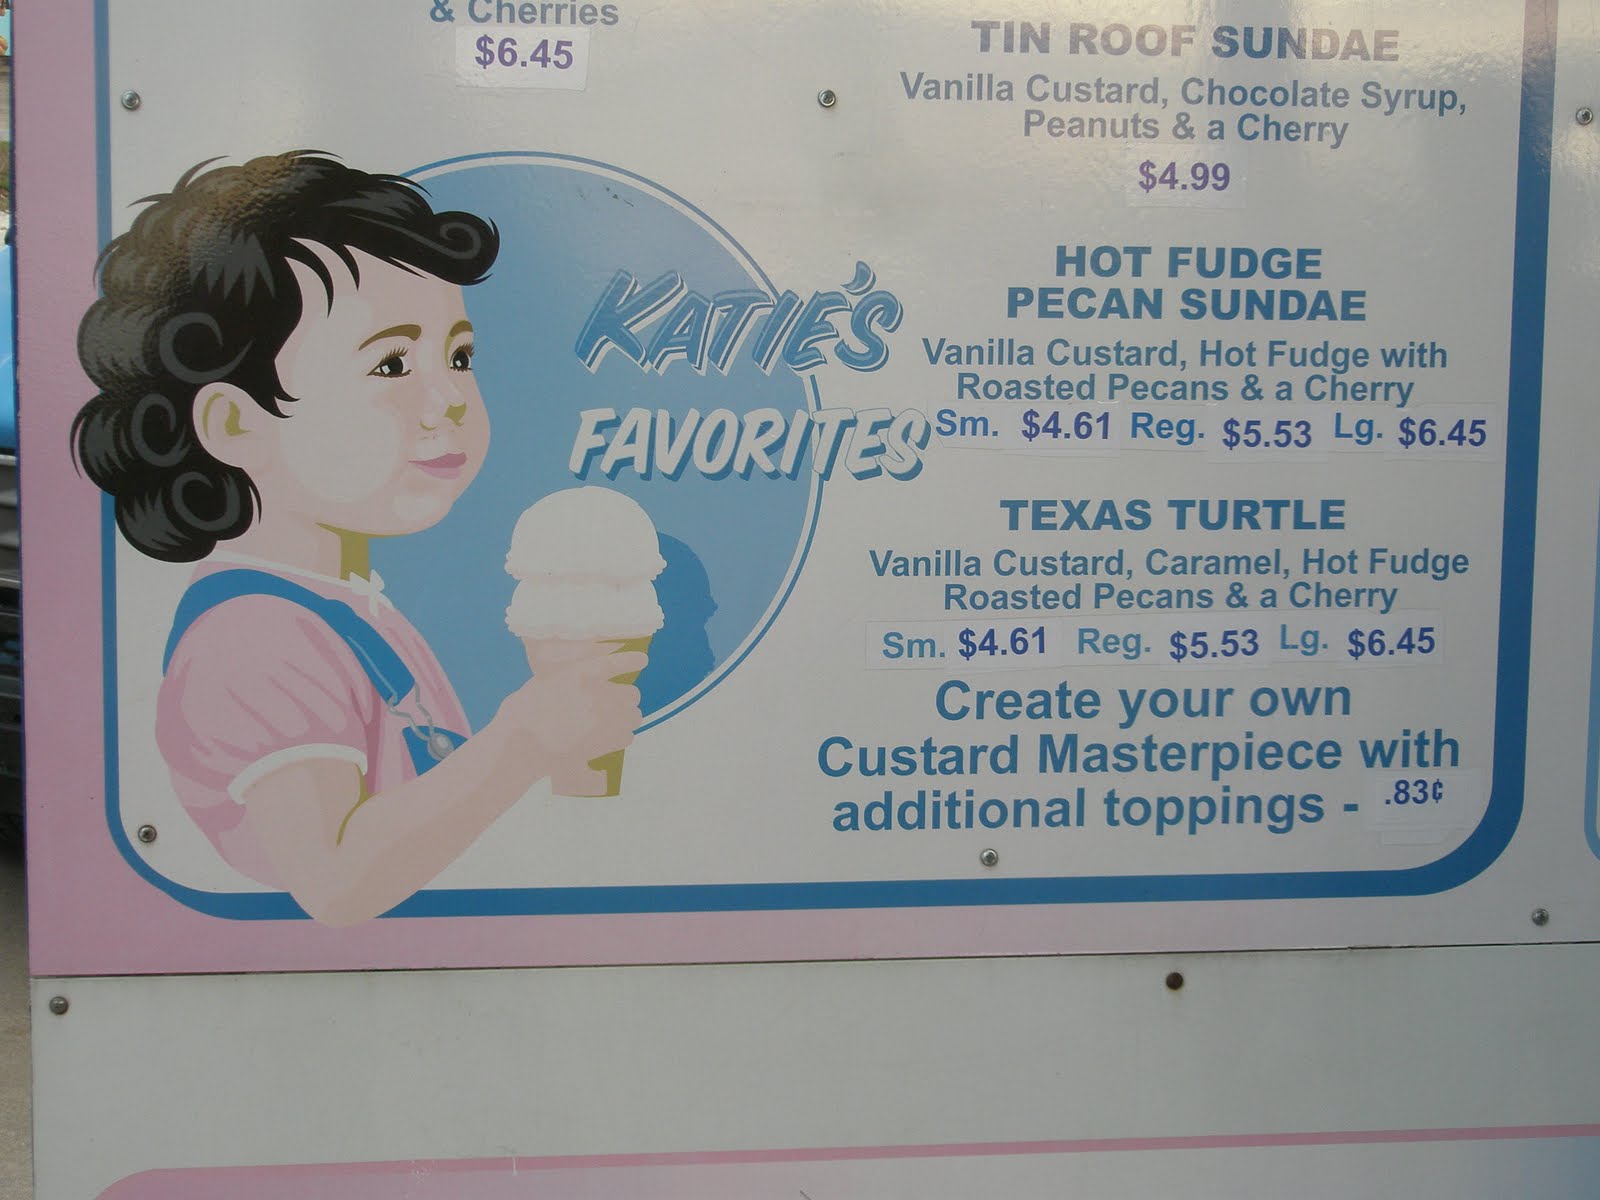 & Cherries
$6.45
TIN ROOF SUNDAE
Vanilla Custard, Chocolate Syrup,
Peanuts & a Cherry
$4.99
KATIE'S
FAVORITES
HOT FUDGE
PECAN SUNDAE
Vanilla Custard, Hot Fudge with
Roasted Pecans & a Cherry
Sm. $4.61 Reg. $5.53 Lg. $6.45
TEXAS TURTLE
Vanilla Custard, Caramel, Hot Fudge
Roasted Pecans & a Cherry
Sm. $4.61 Reg. $5.53 Lg. $6.45
Create your own
Custard Masterpiece with
additional toppings - .83¢